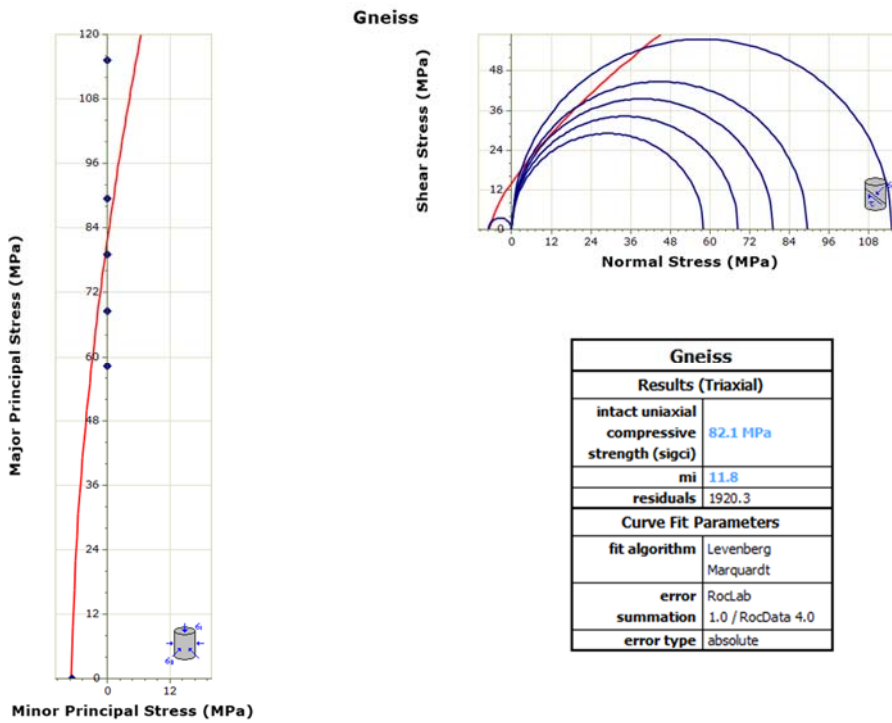 Gneiss
Major Principal Stress (MPa)
120
108
96
84
72
60
48
36
24
12
0
0
12
Minor Principal Stress (MPa)
Shear Stress (MPa)
48
36
24
12
0
0
12
24
36
48
60
72
84
96
108
Normal Stress (MPa)
Gneiss
Results (Triaxial)
intact uniaxial
compressive 82.1 MPa
strength (sigci)
mi 11.8
residuals 1920.3
Curve Fit Parameters
fit algorithm Levenberg
Marquardt
error RocLab
summation 1.0 / RocData 4.0
error type absolute